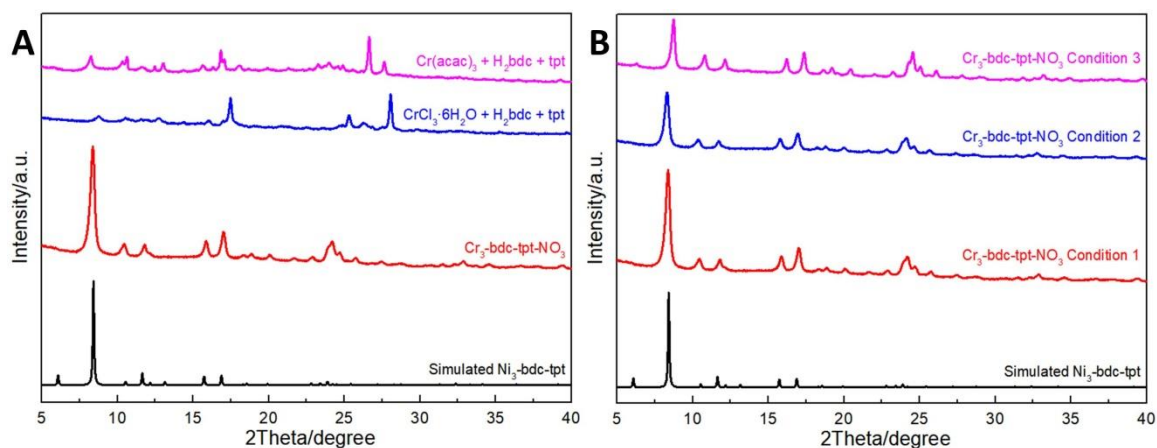 A
Cr(acac)₃ + H₂bdc + tpt
CrCl₃·6H₂O + H₂bdc + tpt
Cr₃-bdc-tpt-NO₃
Simulated Ni₃-bdc-tpt
Intensity/a.u.
5 10 15 20 25 30 35 40
2Theta/degree
B
Cr₃-bdc-tpt-NO₃ Condition 3
Cr₃-bdc-tpt-NO₃ Condition 2
Cr₃-bdc-tpt-NO₃ Condition 1
Simulated Ni₃-bdc-tpt
Intensity/a.u.
5 10 15 20 25 30 35 40
2Theta/degree